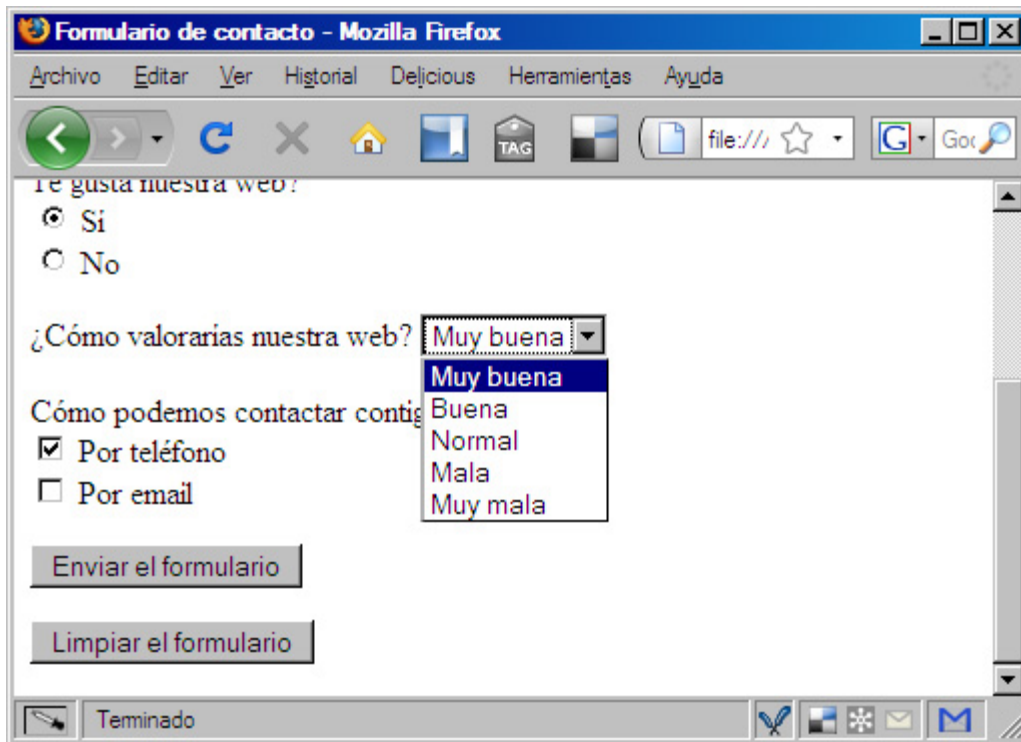 Formulario de contacto - Mozilla Firefox
Archivo Editar Ver Historial Delicious Herramientas Ayuda
TAG file:/// G
Te gusta nuestra web?
Sí
No
¿Cómo valorarías nuestra web? Muy buena
Muy buena
Cómo podemos contactar
Buena
Normal
Por teléfono
Mala
Por email
Muy mala
Enviar el formulario
Limpiar el formulario
Terminado